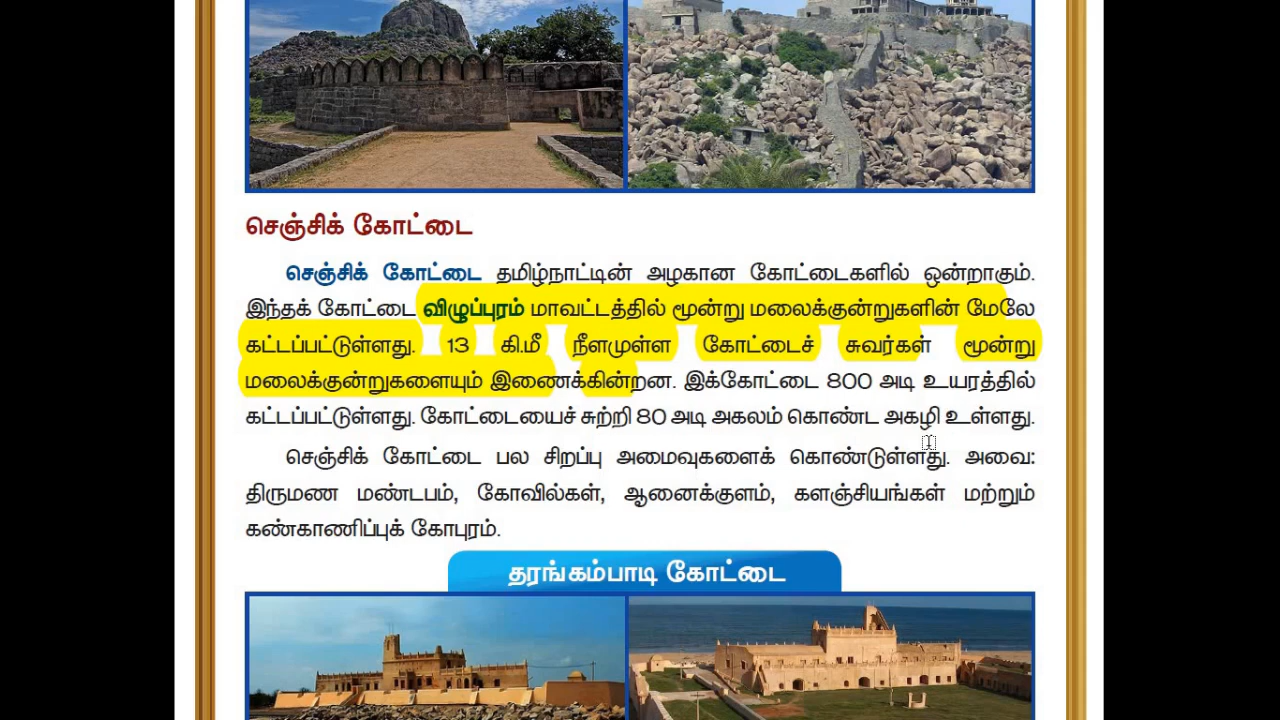 செஞ்சிக் கோட்டை
செஞ்சிக் கோட்டை தமிழ்நாட்டின் அழகான கோட்டைகளில் ஒன்றாகும்.
இந்தக் கோட்டை விழுப்புரம் மாவட்டத்தில் மூன்று மலைக்குன்றுகளின் மேலே
கட்டப்பட்டுள்ளது. 13 கி.மீ நீளமுள்ள கோட்டைச் சுவர்கள் மூன்று
மலைக்குன்றுகளையும் இணைக்கின்றன. இக்கோட்டை 800 அடி உயரத்தில்
கட்டப்பட்டுள்ளது. கோட்டையைச் சுற்றி 80 அடி அகலம் கொண்ட அகழி உள்ளது.
செஞ்சிக் கோட்டை பல சிறப்பு அமைவுகளைக் கொண்டுள்ளது. அவை:
திருமண மண்டபம், கோவில்கள், ஆனைக்குளம், களஞ்சியங்கள் மற்றும்
கண்காணிப்புக் கோபுரம்.
தரங்கம்பாடி கோட்டை